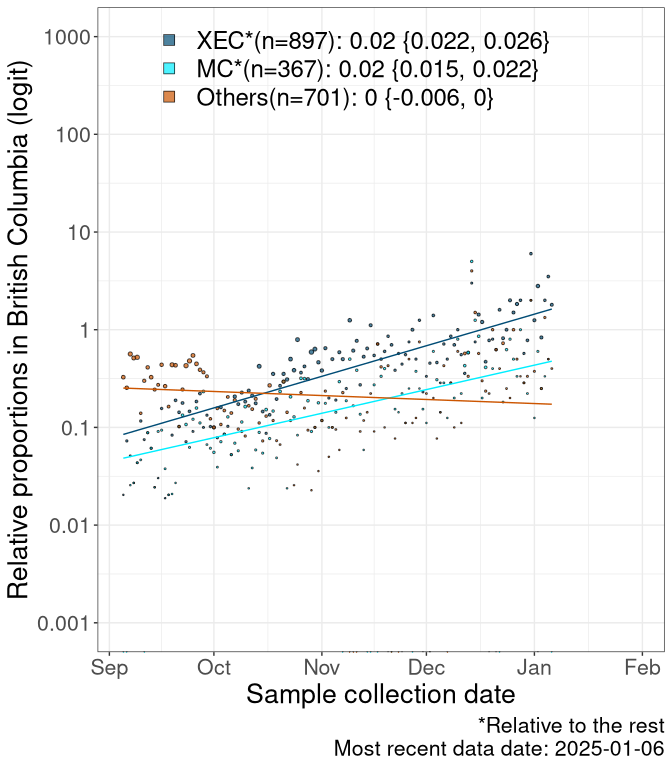 XEC*(n=897): 0.02 {0.022, 0.026}
MC*(n=367): 0.02 {0.015, 0.022}
Others(n=701): 0 {-0.006, 0}
Relative proportions in British Columbia (logit)
1000
100
10
1
0.1
0.01
0.001
Sep Oct Nov Dec Jan Feb
Sample collection date
*Relative to the rest
Most recent data date: 2025-01-06